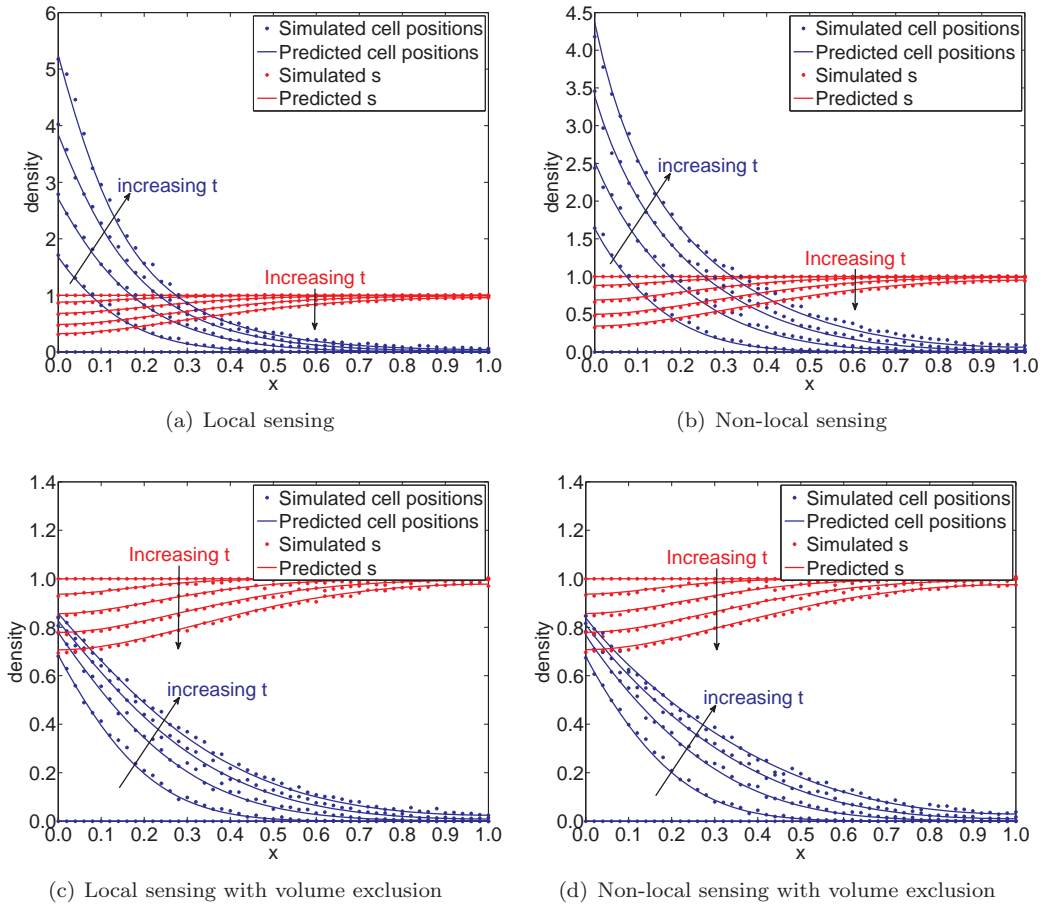 6
5
4
3
2
1
0
density
0.0 0.1 0.2 0.3 0.4 0.5 0.6 0.7 0.8 0.9 1.0
x
Simulated cell positions
Predicted cell positions
Simulated s
Predicted s
increasing t
Increasing t
(a) Local sensing
4.5
4.0
3.5
3.0
2.5
2.0
1.5
1.0
0.5
0.0
density
0.0 0.1 0.2 0.3 0.4 0.5 0.6 0.7 0.8 0.9 1.0
x
Simulated cell positions
Predicted cell positions
Simulated s
Predicted s
increasing t
Increasing t
(b) Non-local sensing
1.4
1.2
1.0
0.8
0.6
0.4
0.2
0.0
density
0.0 0.1 0.2 0.3 0.4 0.5 0.6 0.7 0.8 0.9 1.0
x
Simulated cell positions
Predicted cell positions
Simulated s
Predicted s
Increasing t
increasing t
(c) Local sensing with volume exclusion
1.4
1.2
1.0
0.8
0.6
0.4
0.2
0.0
density
0.0 0.1 0.2 0.3 0.4 0.5 0.6 0.7 0.8 0.9 1.0
x
Simulated cell positions
Predicted cell positions
Simulated s
Predicted s
Increasing t
increasing t
(d) Non-local sensing with volume exclusion